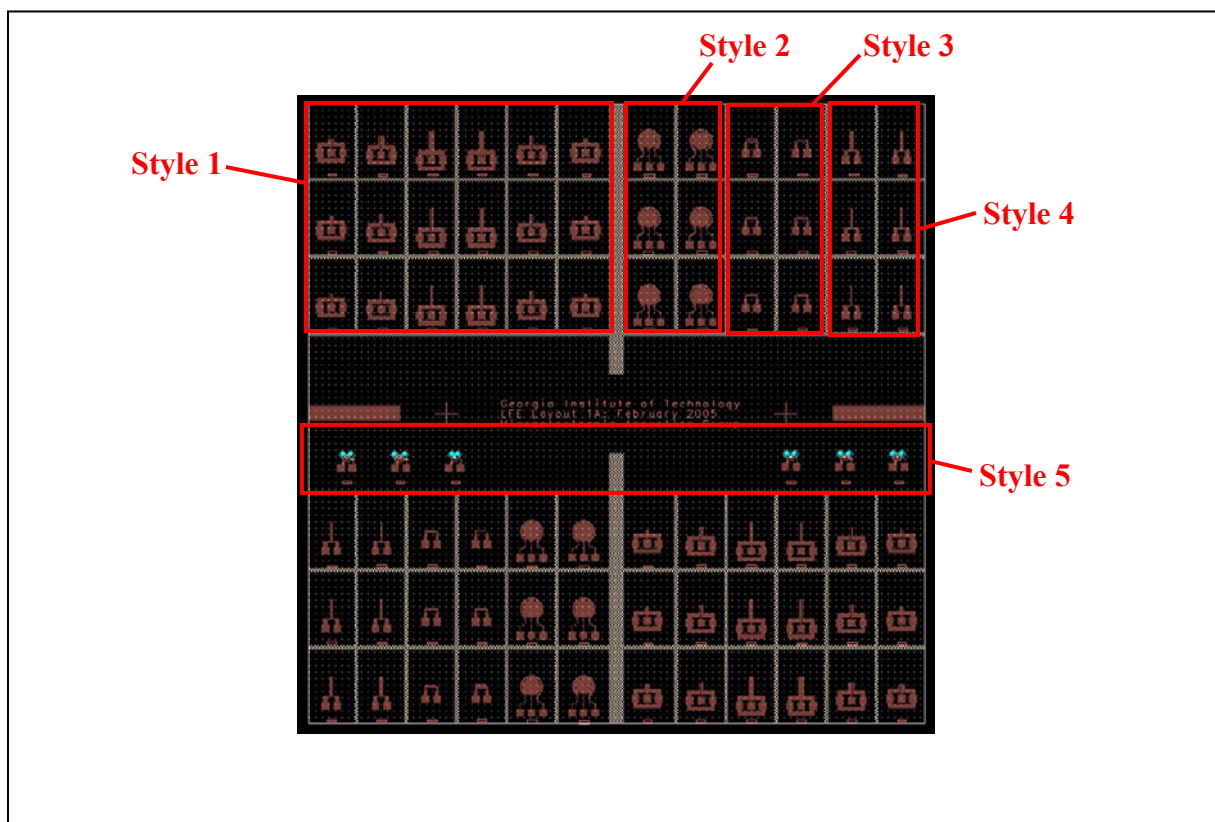 Style 2
Style 3
Style 1
Style 4
Georgia Institute of Technology
LFE Layout 1A: February 2005
Style 5